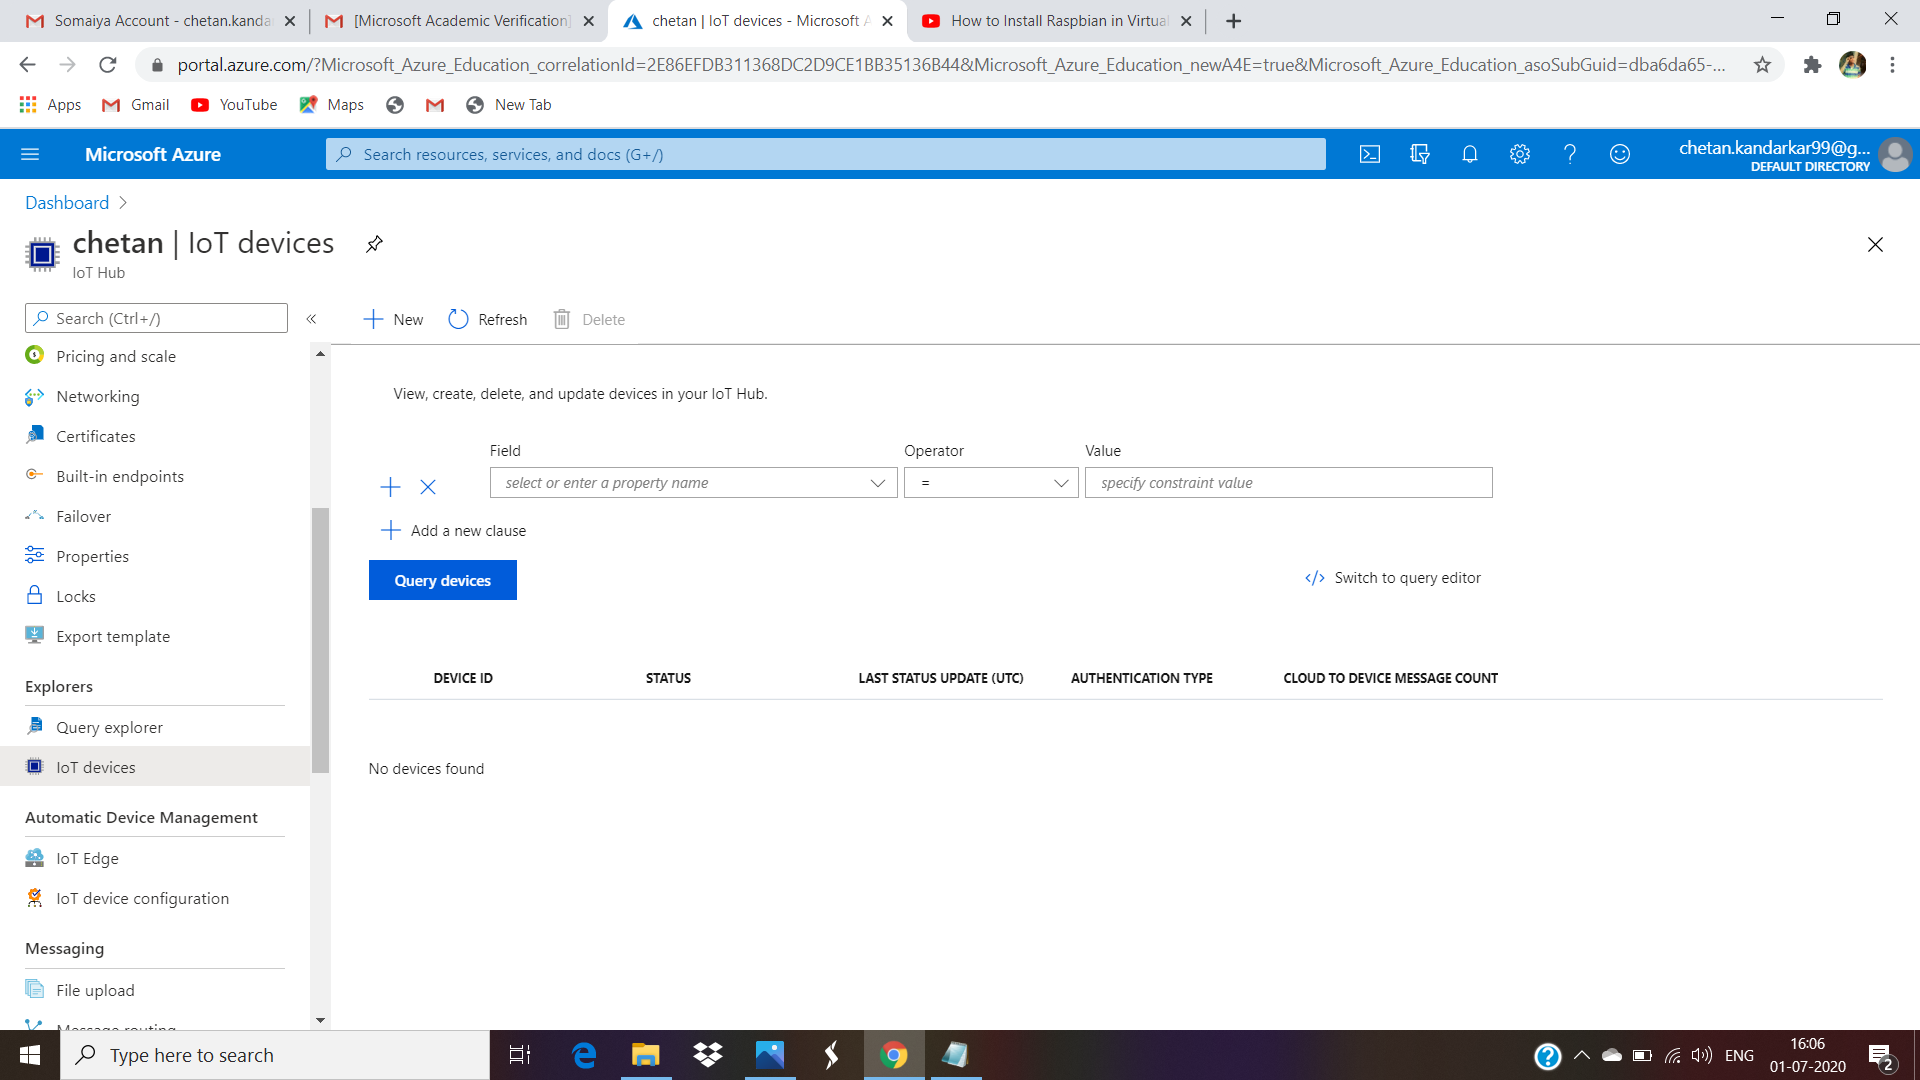 Somaiya Account - chetan.kanda
[Microsoft Academic Verification]
chetan | IoT devices - Microsoft A
How to Install Raspbian in Virtua
portal.azure.com/?Microsoft_Azure_Education_correlationId=2E86EFDB311368DC2D9CE1BB35136B44&Microsoft_Azure_Education_newA4E=true&Microsoft_Azure_Education_asoSubGuid=dba6da65-...
Apps Gmail YouTube Maps New Tab
Microsoft Azure
Search resources, services, and docs (G+/)
chetan.kandarkar99@g...
DEFAULT DIRECTORY
Dashboard >
chetan | IoT devices
IoT Hub
Search (Ctrl+/)
«
New Refresh Delete
Pricing and scale
Networking
Certificates
Built-in endpoints
Failover
Properties
Locks
Export template
Explorers
Query explorer
IoT devices
Automatic Device Management
IoT Edge
IoT device configuration
Messaging
File upload
Message routing
View, create, delete, and update devices in your IoT Hub.
Field Operator Value
select or enter a property name = specify constraint value
Add a new clause
Query devices
</> Switch to query editor
DEVICE ID STATUS LAST STATUS UPDATE (UTC) AUTHENTICATION TYPE CLOUD TO DEVICE MESSAGE COUNT
No devices found
Type here to search
ENG
16:06
01-07-2020
2